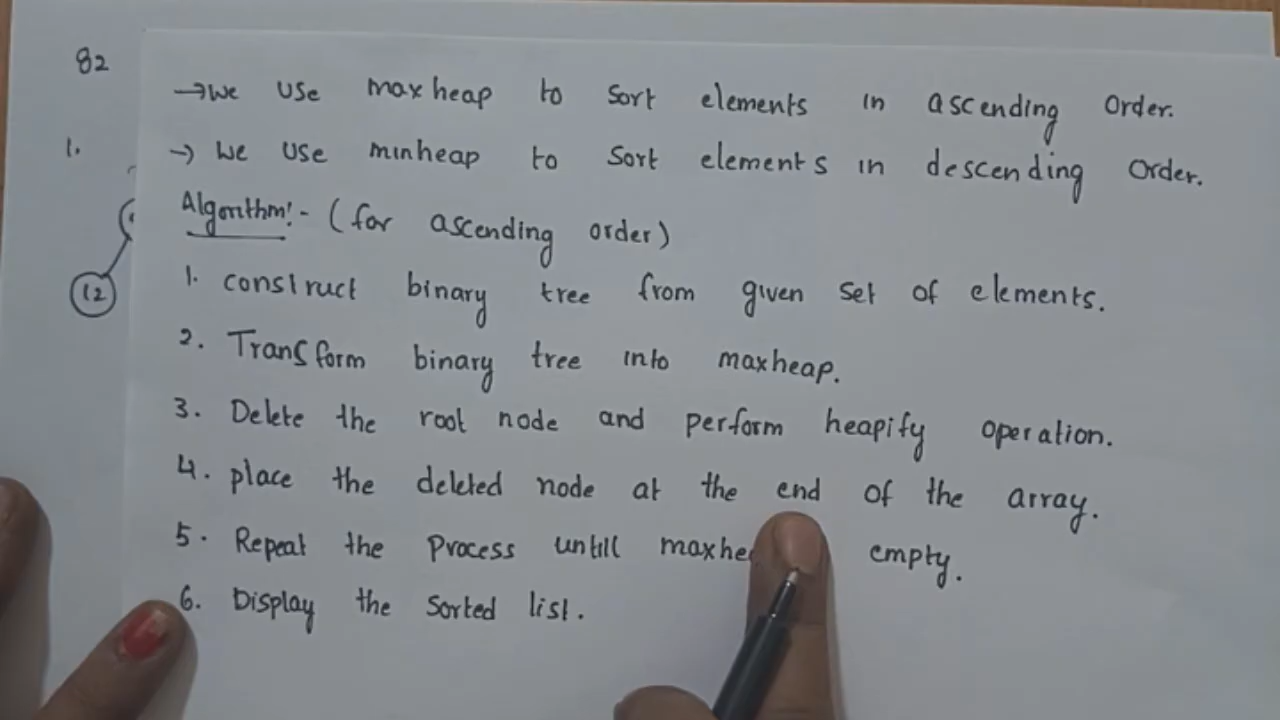 82
→ We use maxheap to sort elements in ascending order.
1.
→ We use minheap to sort elements in descending order.
Algorithm:- (for ascending order)
12
1. construct binary tree from given set of elements.
2. Transform binary tree into maxheap.
3. Delete the root node and perform heapify operation.
4. place the deleted node at the end of the array.
5. Repeat the process untill maxhe empty.
6. Display the sorted list.